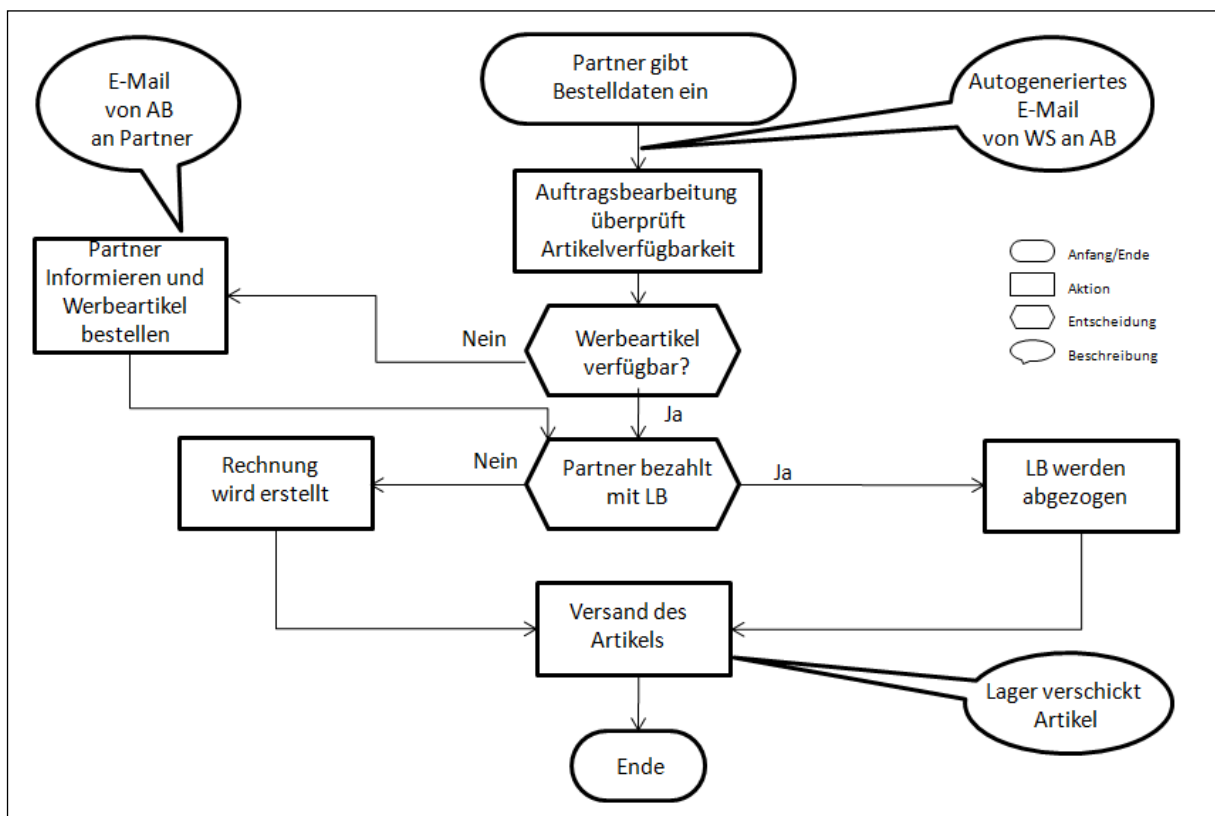 E-Mail
von AB
an Partner
Partner gibt
Bestelldaten ein
Autogeneriertes
E-Mail
von WS an AB
Auftragsbearbeitung
überprüft
Artikelverfügbarkeit
Partner
Informieren und
Werbeartikel
bestellen
Anfang/Ende
Aktion
Entscheidung
Beschreibung
Nein
Werbeartikel
verfügbar?
Ja
Rechnung
wird erstellt
Nein
Partner bezahlt
mit LB
Ja
LB werden
abgezogen
Versand des
Artikels
Lager verschickt
Artikel
Ende